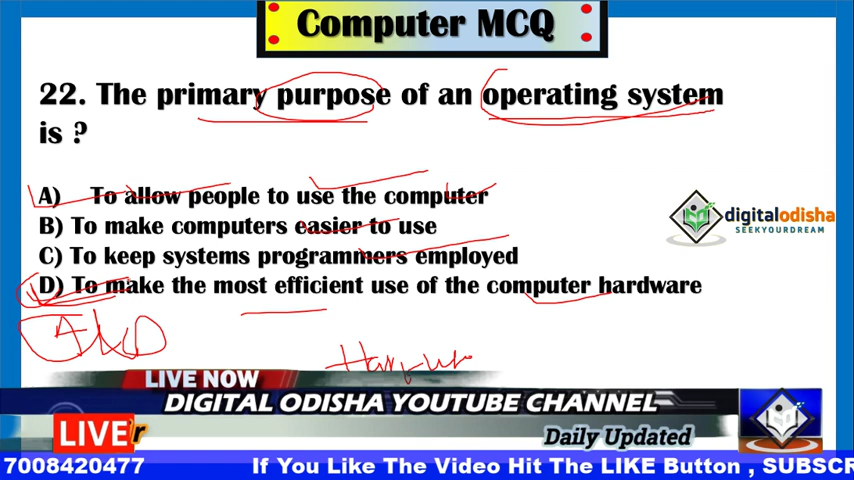 Computer MCQ
22. The primary purpose of an operating system
is ?
A) To allow people to use the computer
B) To make computers easier to use
C) To keep systems programmers employed
D) To make the most efficient use of the computer hardware
digitalodisha
SEEKYOURDREAM
LIVE NOW
DIGITAL ODISHA YOUTUBE CHANNEL
LIVE r
Daily Updated
7008420477 If You Like The Video Hit The LIKE Button , SUBSCR